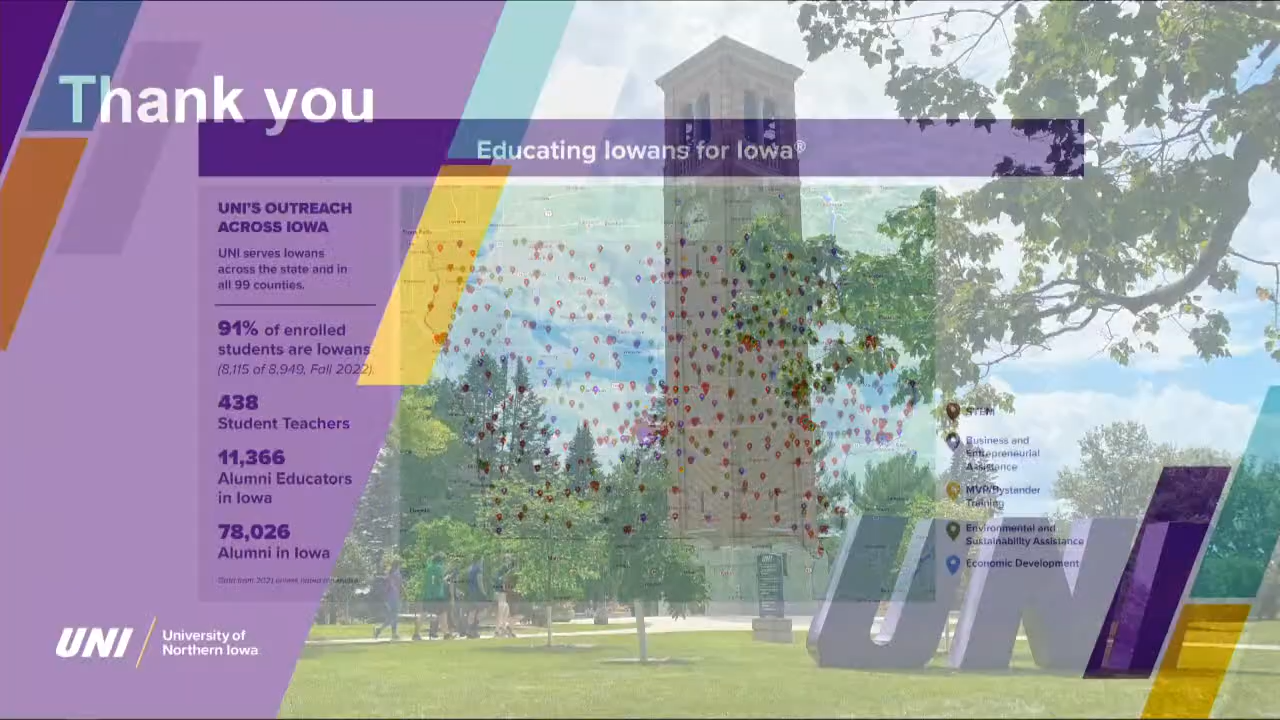 Thank you
Educating Iowans for Iowa®
UNI'S OUTREACH
ACROSS IOWA
UNI serves Iowans
across the state and in
all 99 counties.
91% of enrolled
students are Iowans
(8,115 of 8,949, Fall 2022).
438
Student Teachers
11,366
Alumni Educators
in Iowa
78,026
Alumni in Iowa
STEM
Business and
Entrepreneurial
Assistance
MVP/Bystander
Training
Environmental and
Sustainability Assistance
Economic Development
UNI
University of
Northern Iowa
UNI